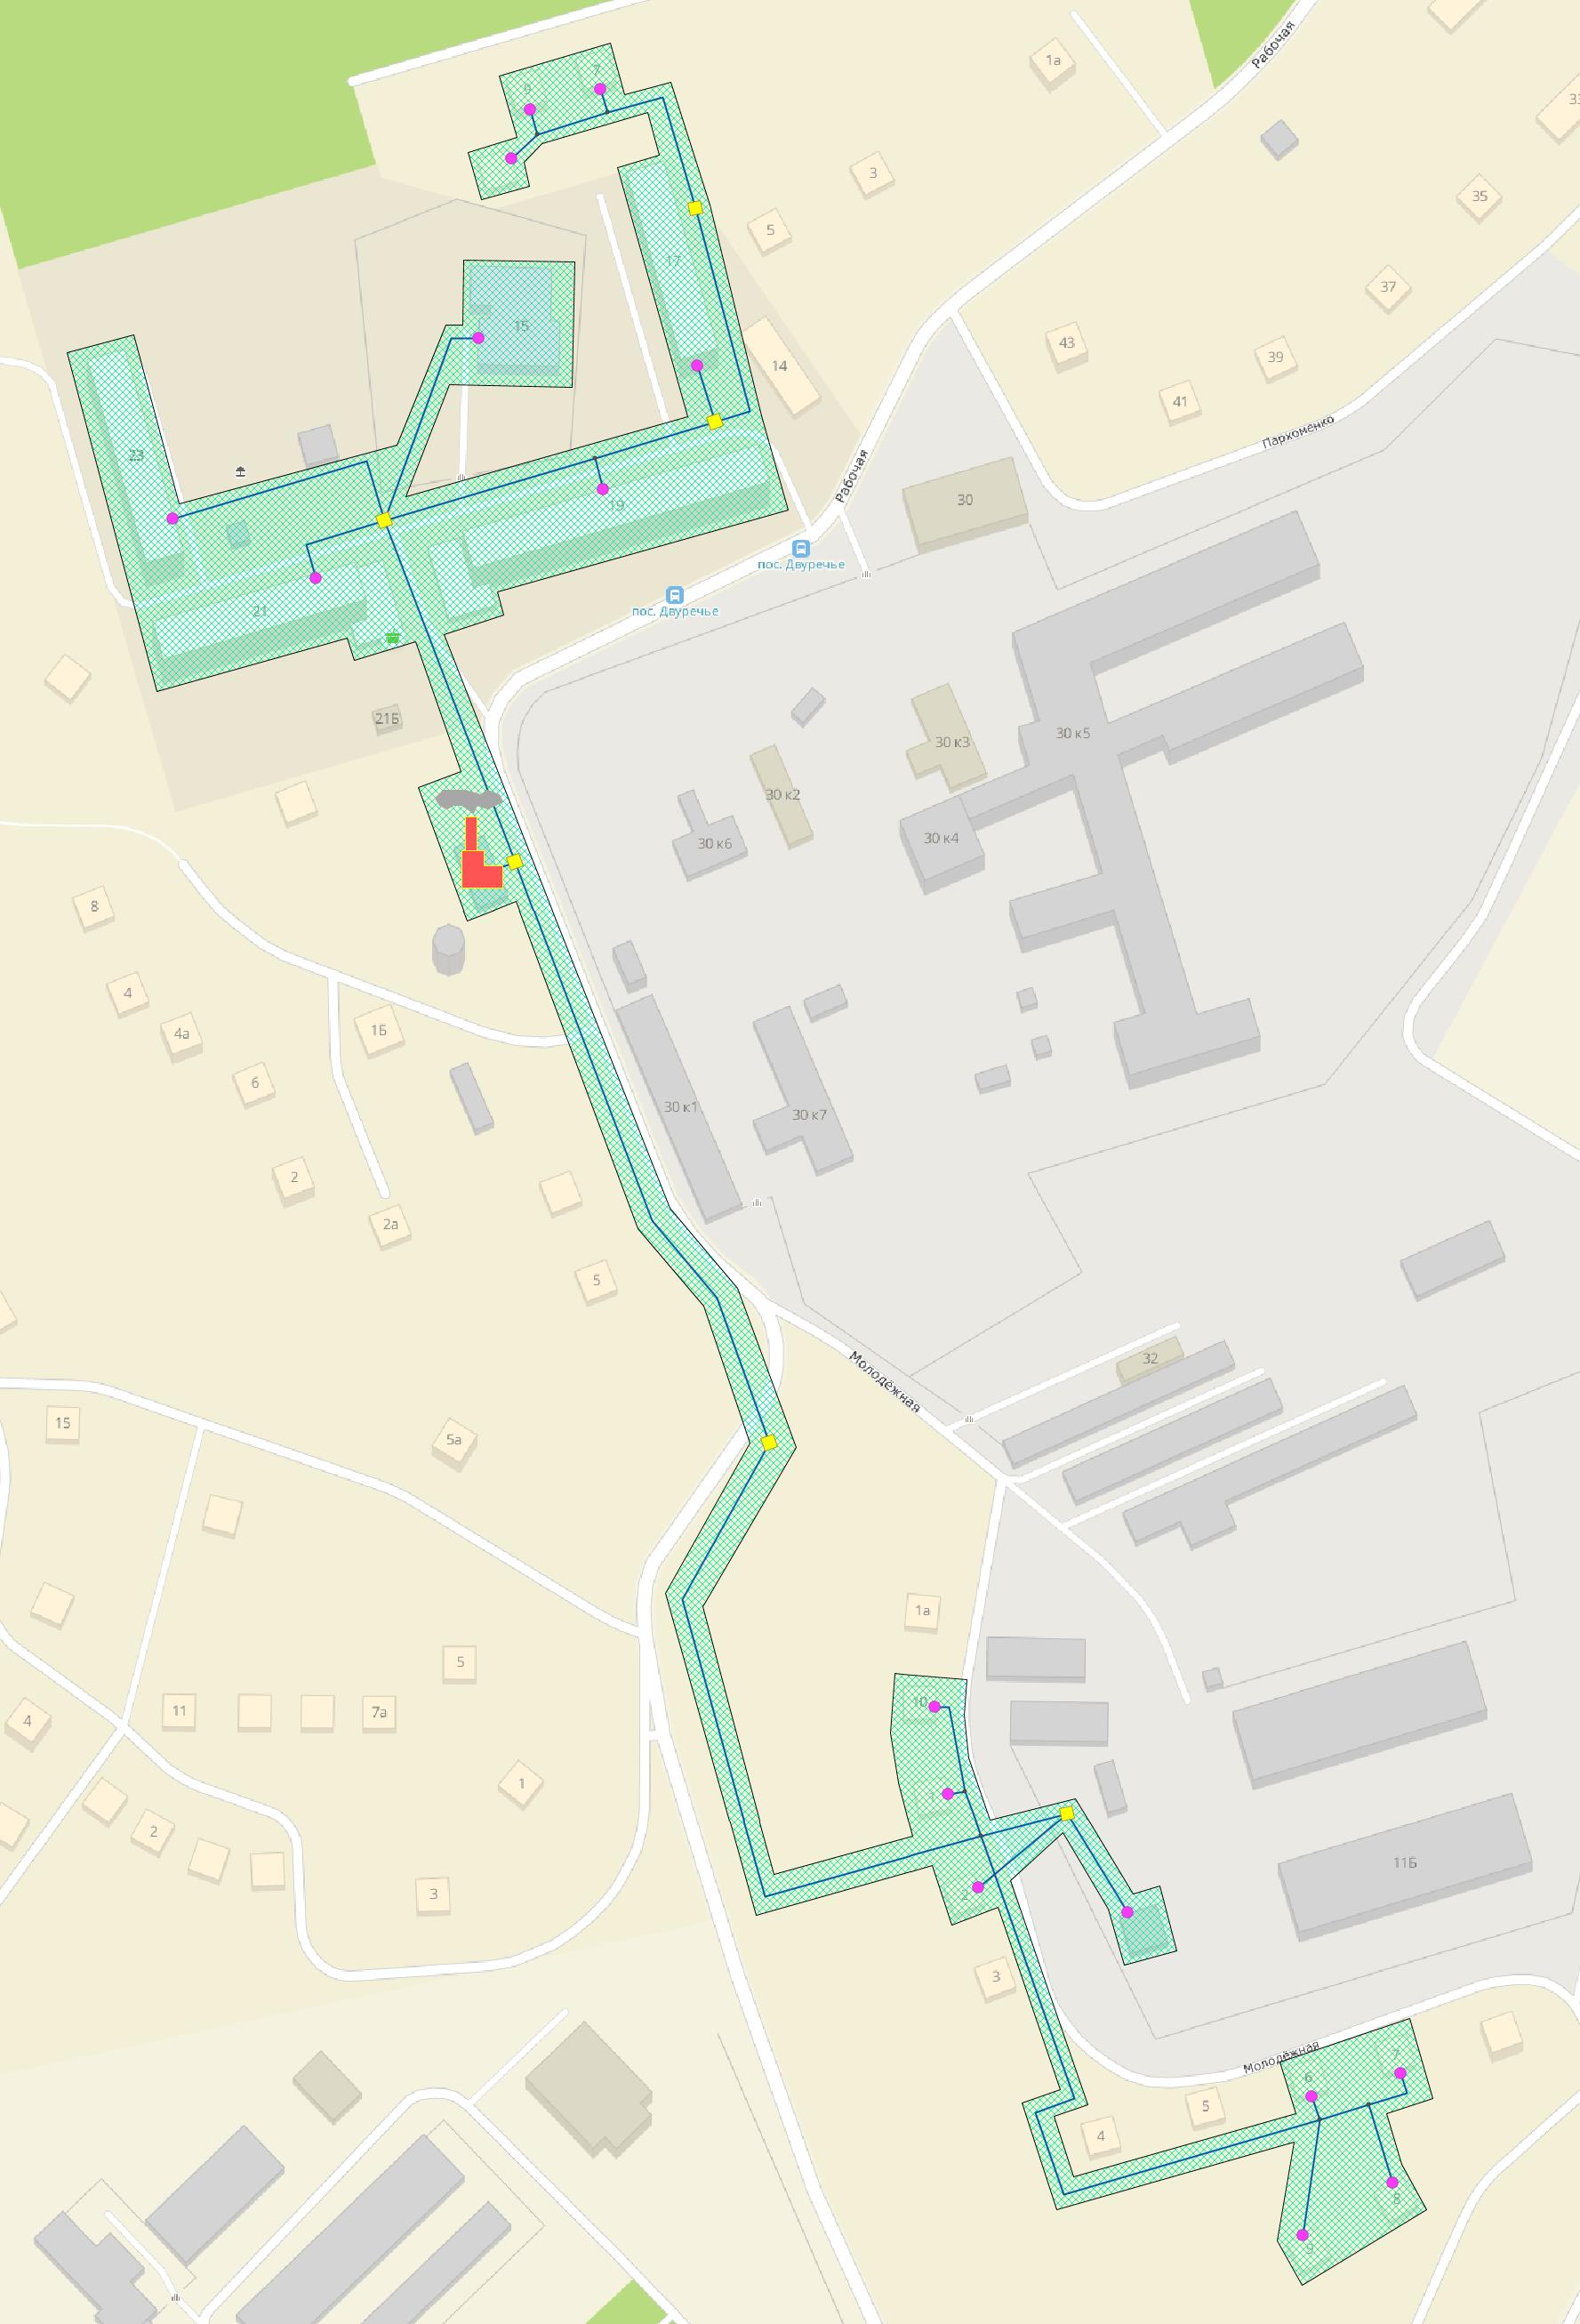 7
1а
Рабочая
33
9
3
35
5
17
37
15
43
14
39
41
Пархоменко
23
Рабочая
30
19
пос. Двуречье
пос. Двуречье
21
21Б
30 к3
30 к5
30 к2
30 к6
30 к4
8
4
4а
1Б
6
30 к1
30 к7
2
2а
5
32
Молодёжная
15
5а
1а
5
10
4
11
7а
1
1
2
11Б
3
2
3
Молодёжная
7
6
5
4
8
9